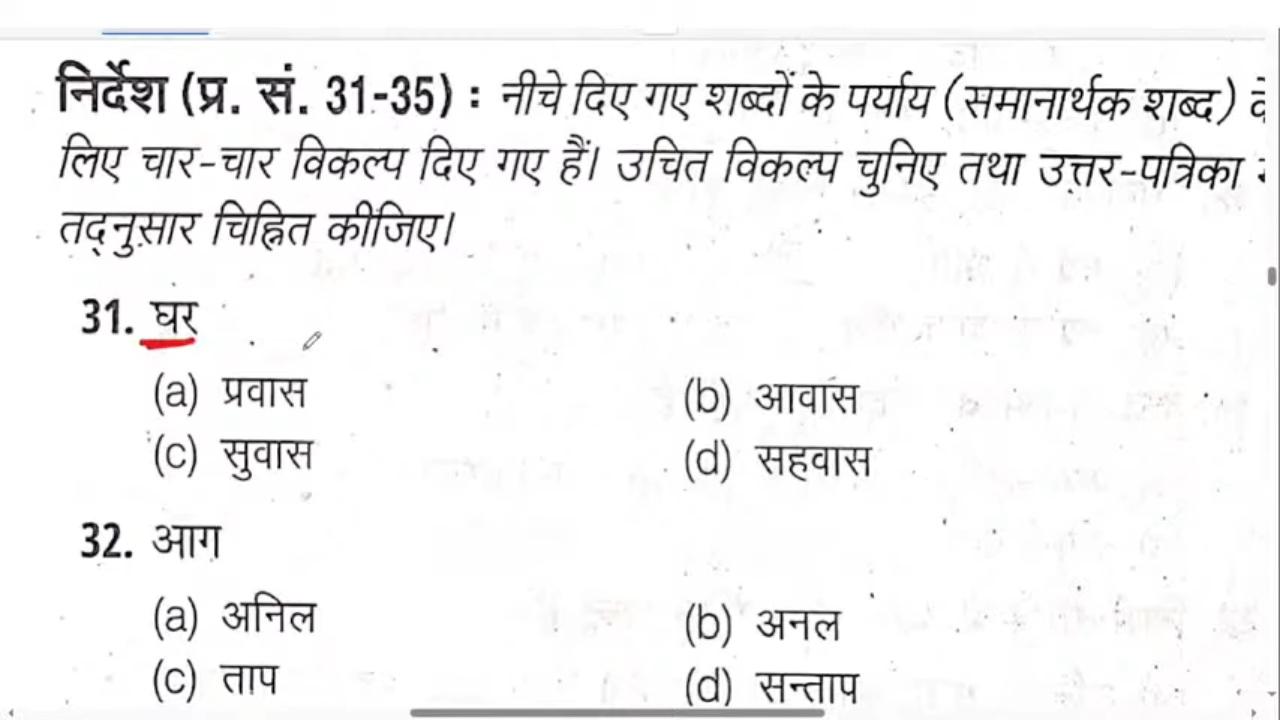 निर्देश (प्र. सं. 31-35) : नीचे दिए गए शब्दों के पर्याय (समानार्थक शब्द)
लिए चार-चार विकल्प दिए गए हैं। उचित विकल्प चुनिए तथा उत्तर-पत्रिका
तद्नुसार चिह्नित कीजिए।
31. घर
(a) प्रवास (b) आवास
(c) सुवास (d) सहवास
32. आग
(a) अनिल (b) अनल
(c) ताप (d) सन्ताप